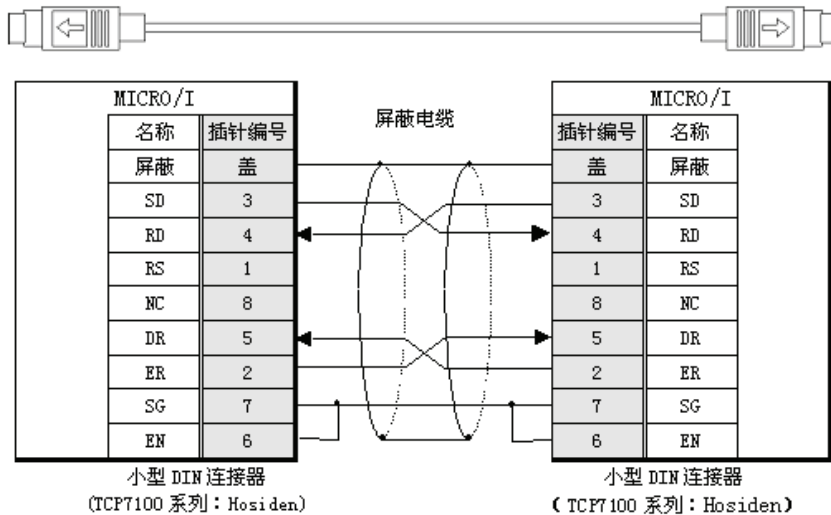 MICRO/I MICRO/I
屏蔽电缆
名称 插针编号 插针编号 名称
屏蔽 盖 盖 屏蔽
SD 3 3 SD
RD 4 4 RD
RS 1 1 RS
NC 8 8 NC
DR 5 5 DR
ER 2 2 ER
SG 7 7 SG
EN 6 6 EN
小型 DIN 连接器 小型 DIN 连接器
(TCP7100 系列：Hosiden) (TCP7100 系列：Hosiden)